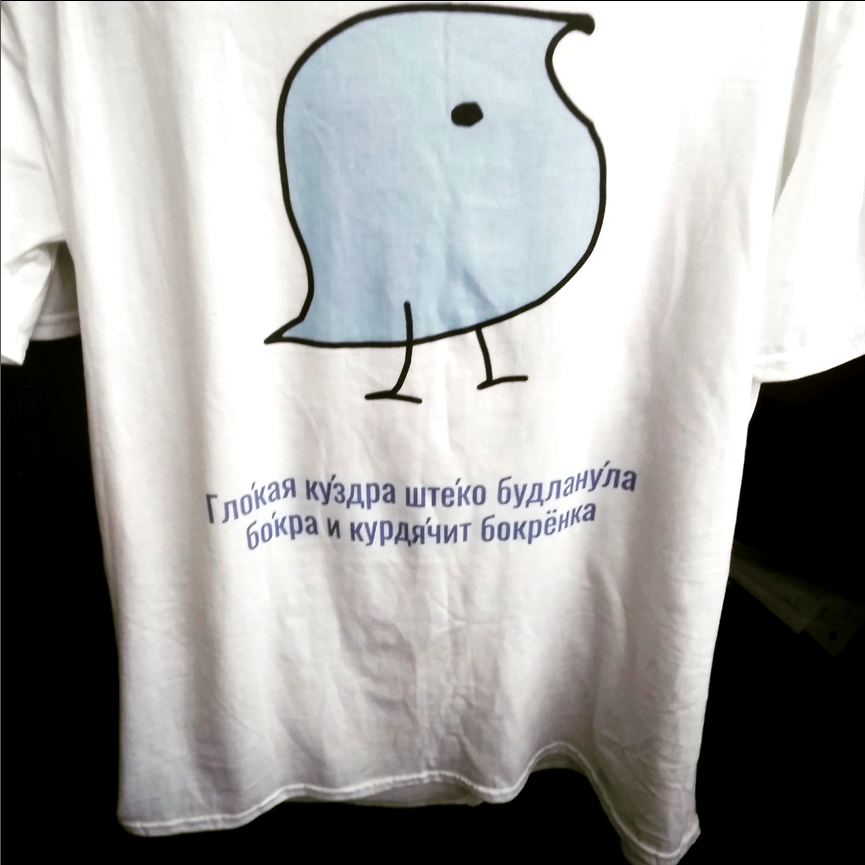 Гло́кая ку́здра ште́ко будлану́ла
бо́кра и курдя́чит бокрёнка